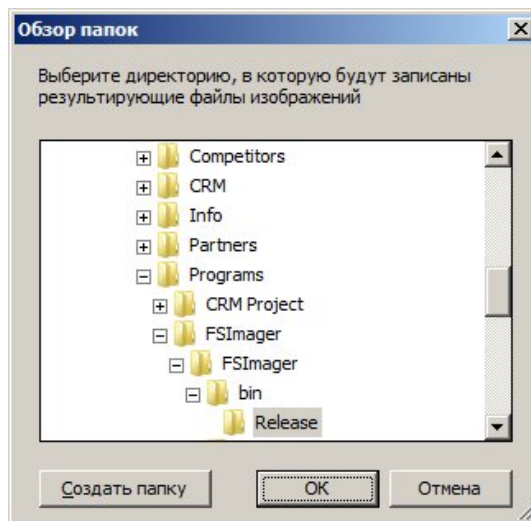 Обзор папок
Выберите директорию, в которую будут записаны
результирующие файлы изображений
Competitors
CRM
Info
Partners
Programs
CRM Project
FSImager
FSImager
bin
Release
Создать папку
OK
Отмена